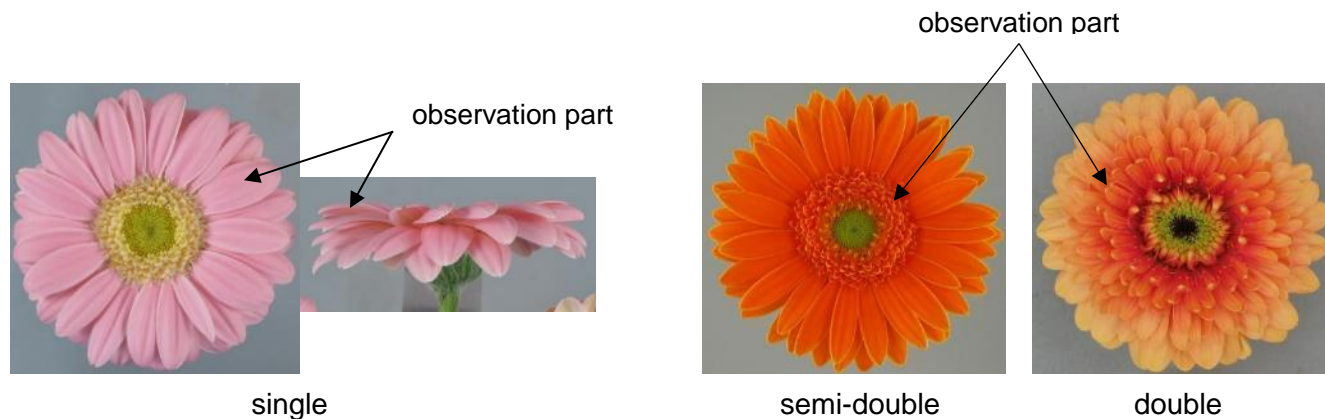 observation part
observation part
single
semi-double
double